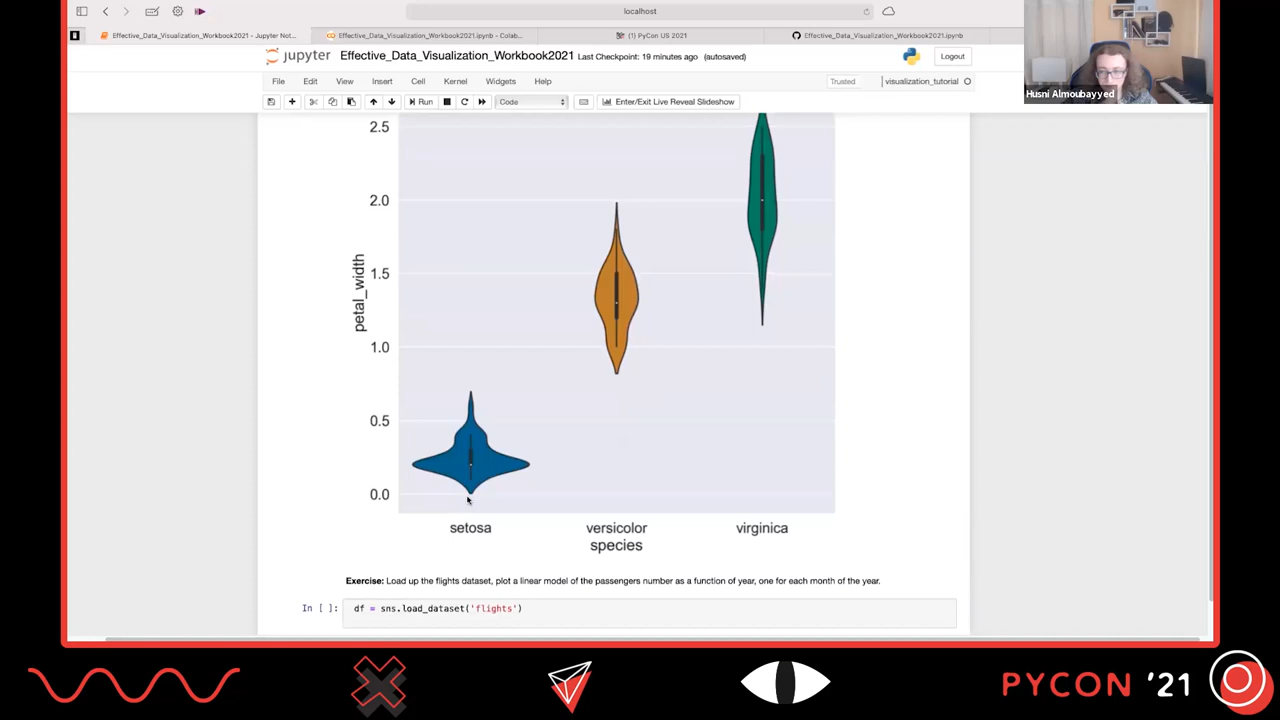 localhost
Effective_Data_Visualization_Workbook2021 - Jupyter Not...
Effective_Data_Visualization_Workbook2021.ipynb - Colab...
(1) PyCon US 2021
Effective_Data_Visualization_Workbook2021.ipynb
jupyter Effective_Data_Visualization_Workbook2021 Last Checkpoint: 19 minutes ago (autosaved)
Logout
File Edit View Insert Cell Kernel Widgets Help
Trusted
visualization_tutorial
Run
Code
Enter/Exit Live Reveal Slideshow
Husni Almoubayyed
2.5
2.0
1.5
1.0
0.5
0.0
petal_width
setosa
versicolor
virginica
species
Exercise: Load up the flights dataset, plot a linear model of the passengers number as a function of year, one for each month of the year.
In [ ]: df = sns.load_dataset('flights')
PYCON '21